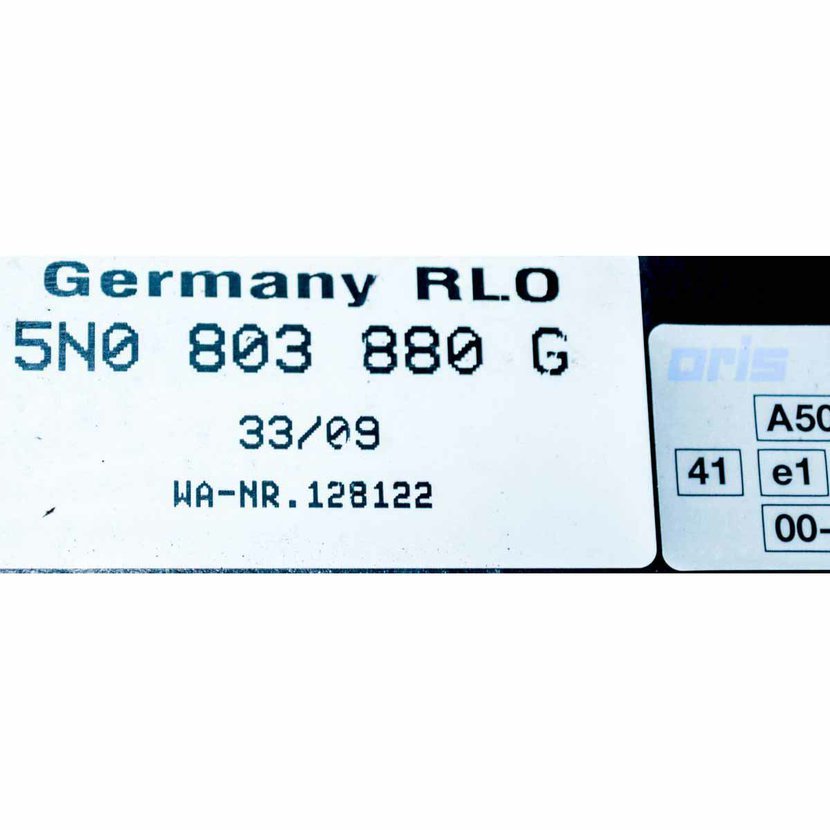 Germany RLO
5N0 803 880 G
33/09
WA-NR.128122
oris
A50
41 e1
00-